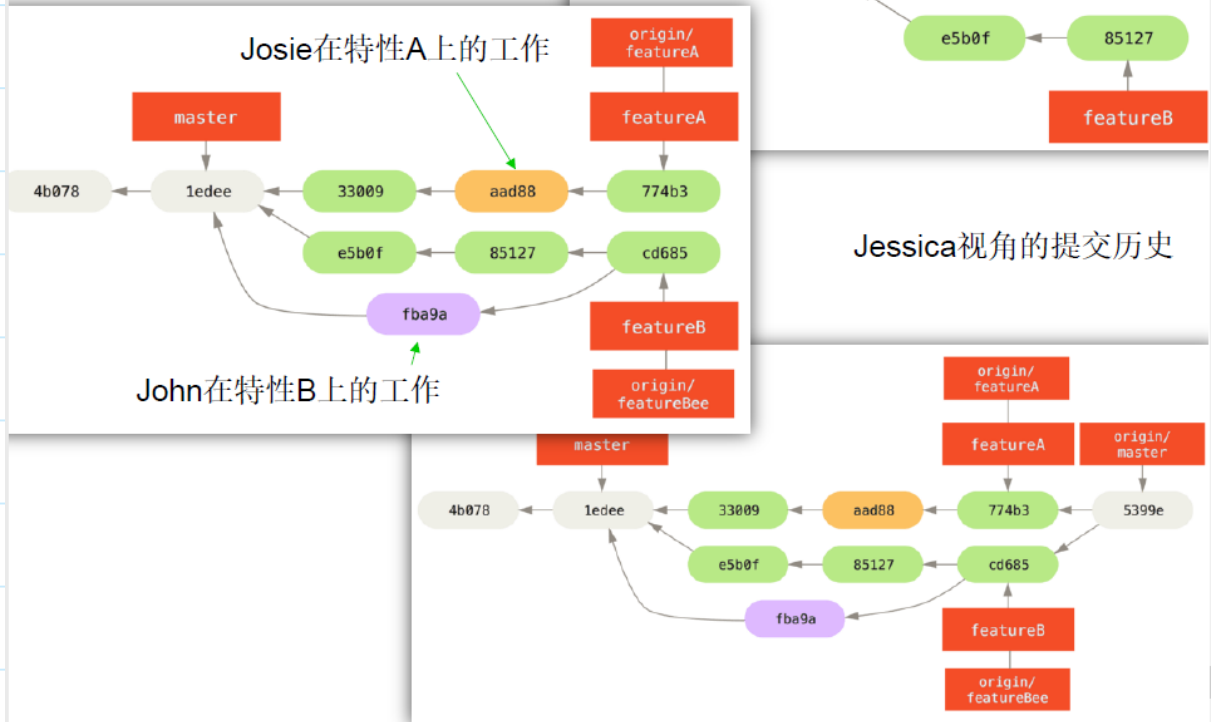 Josie在特性A上的工作
origin/
featureA
master
featureA
4b078
1edee
33009
aad88
774b3
e5b0f
85127
cd685
fba9a
featureB
John在特性B上的工作
origin/
featureBee
e5b0f
85127
featureB
Jessica视角的提交历史
origin/
featureA
master
featureA
origin/
master
4b078
1edee
33009
aad88
774b3
5399e
e5b0f
85127
cd685
fba9a
featureB
origin/
featureBee